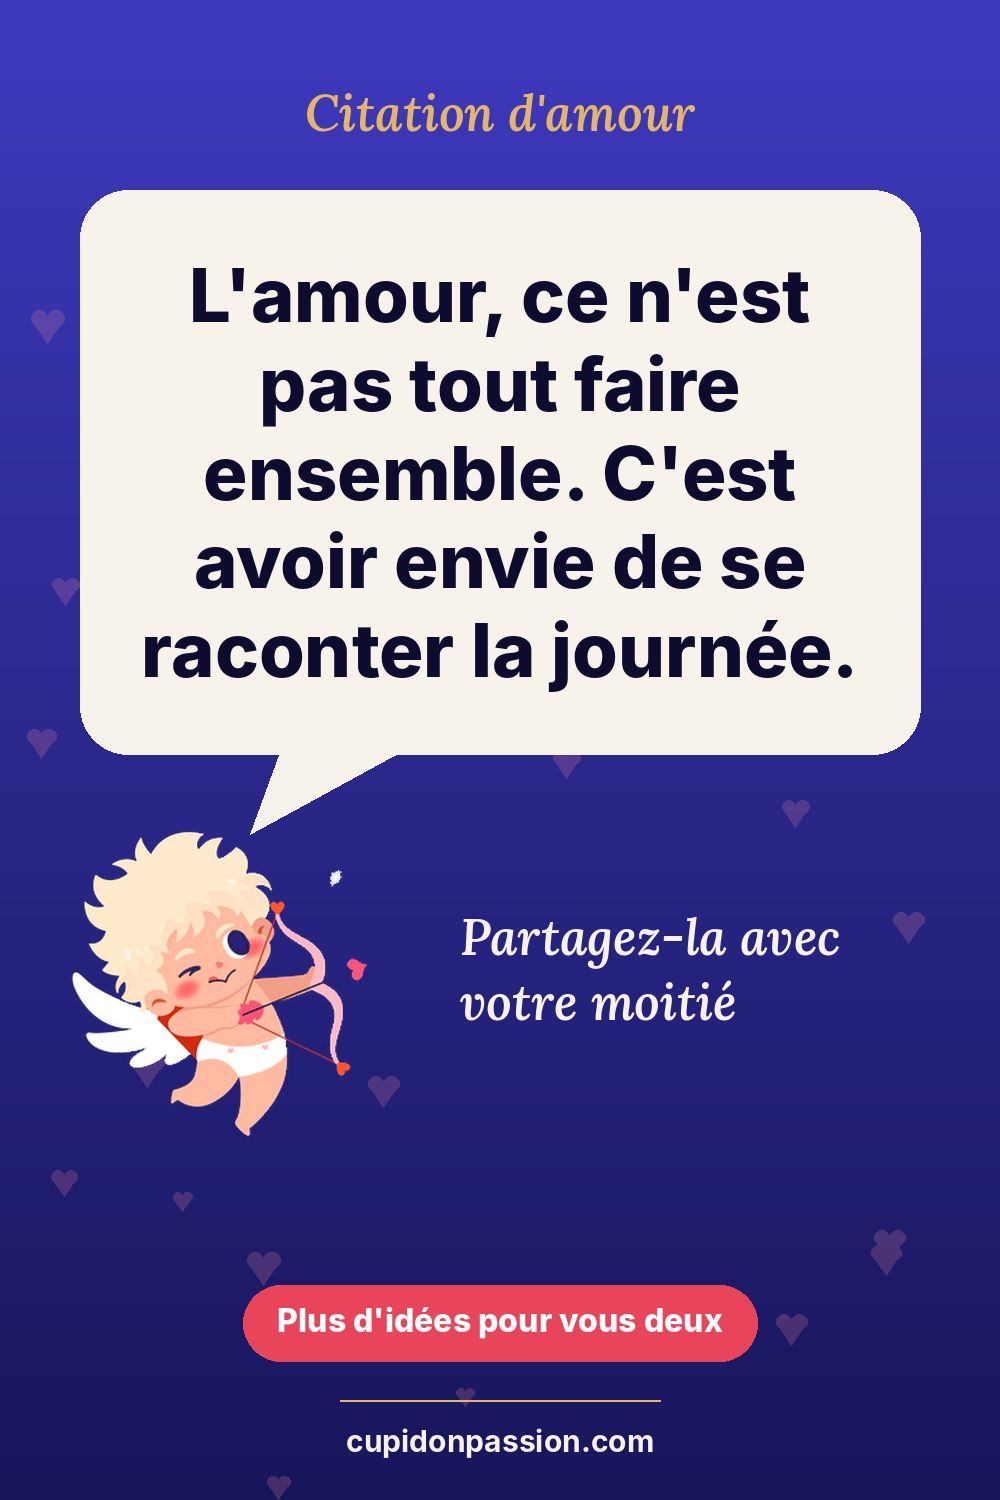 Citation d'amour
L'amour, ce n'est
pas tout faire
ensemble. C'est
avoir envie de se
raconter la journée.
Partagez-la avec
votre moitié
Plus d'idées pour vous deux
cupidonpassion.com